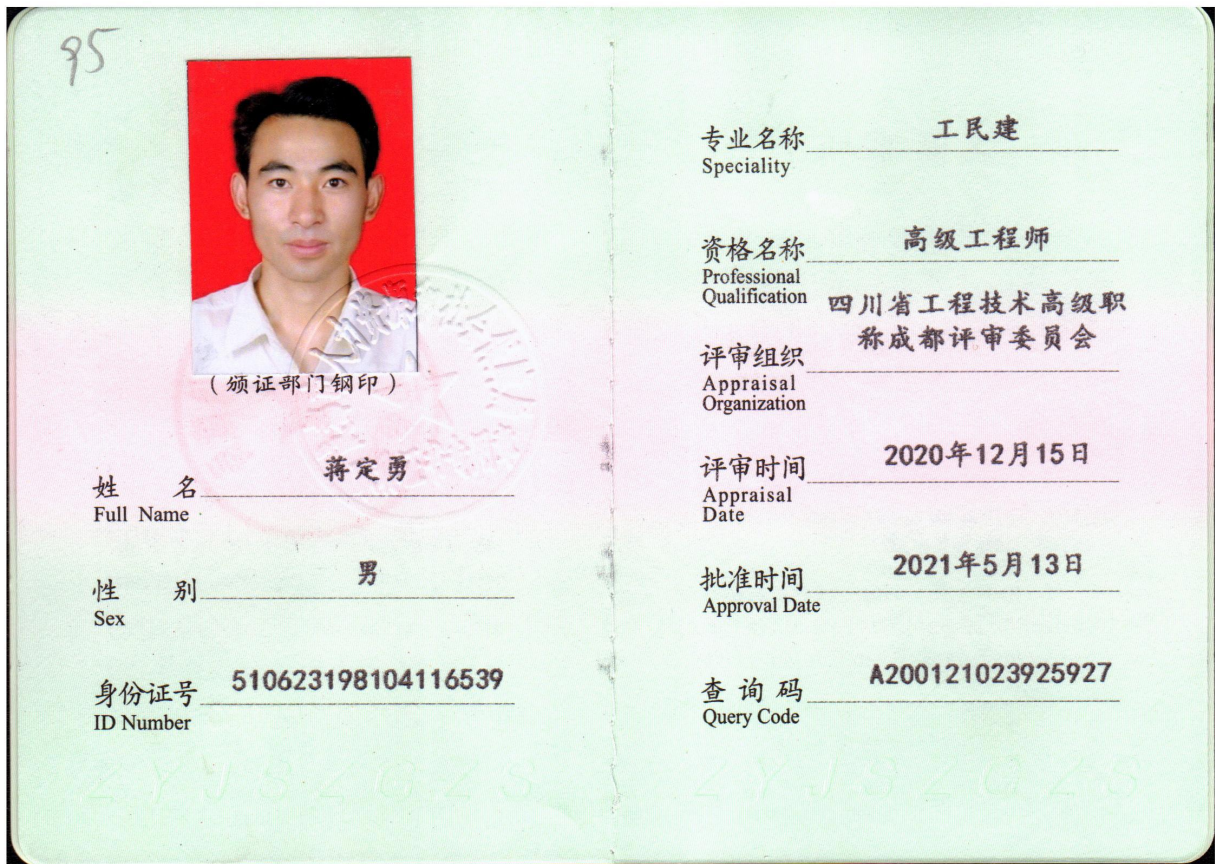 95
(颁证部门钢印)
姓 名 蒋定勇
Full Name
性 别 男
Sex
身份证号 510623198104116539
ID Number
ZYJSZGZS
专业名称 工民建
Speciality
资格名称 高级工程师
Professional
Qualification
四川省工程技术高级职
称成都评审委员会
评审组织
Appraisal
Organization
评审时间 2020年12月15日
Appraisal
Date
批准时间 2021年5月13日
Approval Date
查询码 A200121023925927
Query Code
ZYJSZGZS